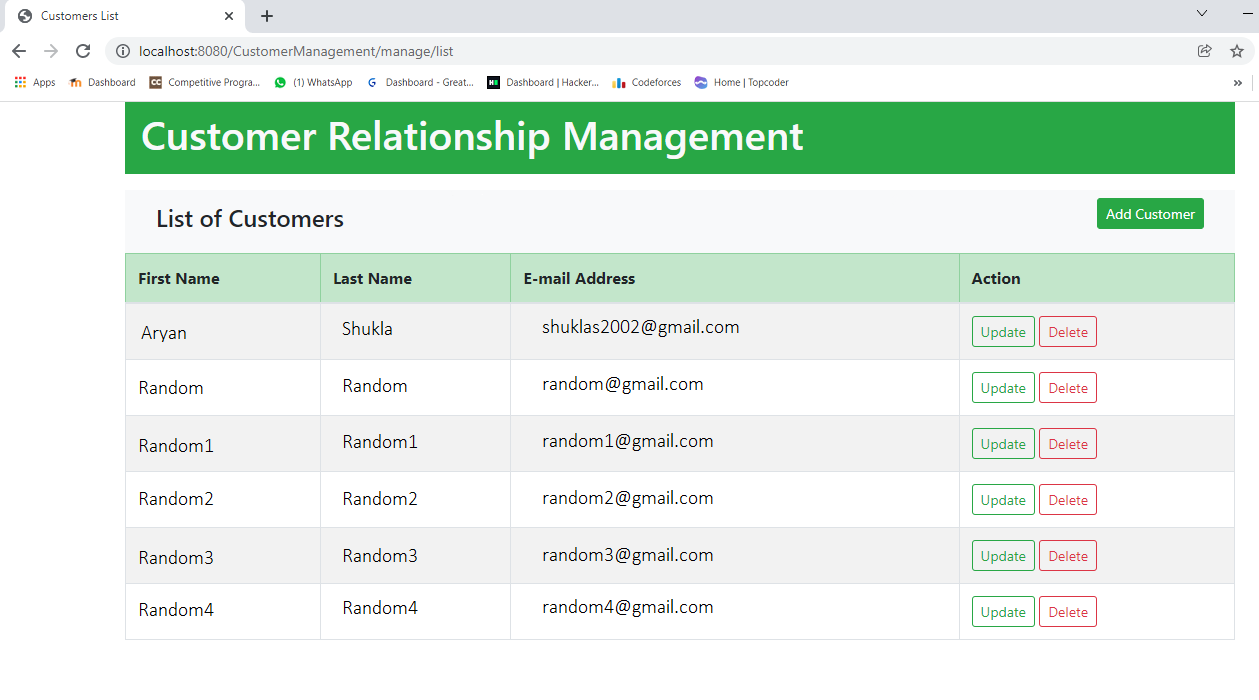 Customers List
localhost:8080/CustomerManagement/manage/list
Apps Dashboard CC Competitive Progra... (1) WhatsApp G Dashboard - Great... H Dashboard | Hacker... Codeforces Home | Topcoder »
Customer Relationship Management
List of Customers Add Customer
First Name Last Name E-mail Address Action
Aryan Shukla shuklas2002@gmail.com Update Delete
Random Random random@gmail.com Update Delete
Random1 Random1 random1@gmail.com Update Delete
Random2 Random2 random2@gmail.com Update Delete
Random3 Random3 random3@gmail.com Update Delete
Random4 Random4 random4@gmail.com Update Delete